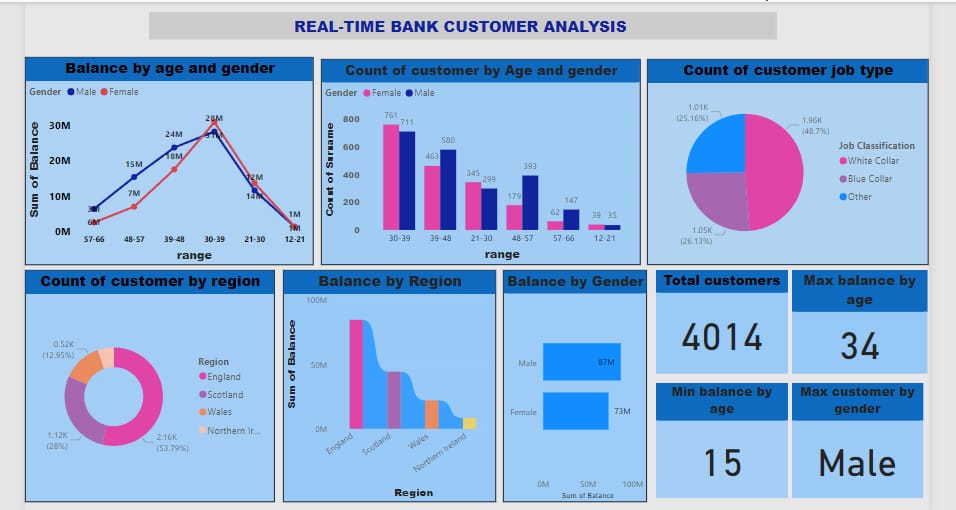 REAL-TIME BANK CUSTOMER ANALYSIS
Balance by age and gender
Gender Male Female
Sum of Balance
30M
20M
10M
0M
15M
24M
28M
31M
7M
18M
12M
14M
3M
6M
1M
1M
57-66 48-57 39-48 30-39 21-30 12-21
range
Count of customer by Age and gender
Gender Female Male
Count of Surname
800
600
400
200
0
761 711
463 580
345 299
179 393
62 147
39 35
30-39 39-48 21-30 48-57 57-66 12-21
range
Count of customer job type
1.01K
(25.16%)
1.96K
(48.7%)
1.05K
(26.13%)
Job Classification
White Collar
Blue Collar
Other
Count of customer by region
0.52K
(12.95%)
1.12K
(28%)
2.16K
(53.79%)
Region
England
Scotland
Wales
Northern Ir...
Balance by Region
Sum of Balance
100M
50M
0M
England
Scotland
Wales
Northern Ireland
Region
Balance by Gender
Male 87M
Female 73M
0M 50M 100M
Sum of Balance
Total customers
4014
Max balance by
age
34
Min balance by
age
15
Max customer by
gender
Male